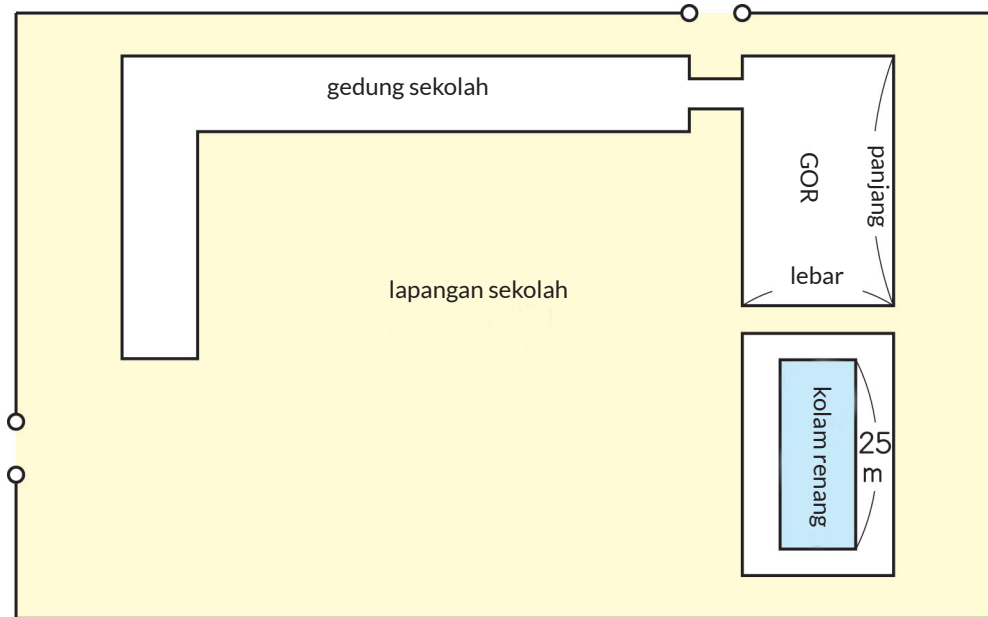 gedung sekolah
GOR
panjang
lebar
lapangan sekolah
kolam renang
25
m